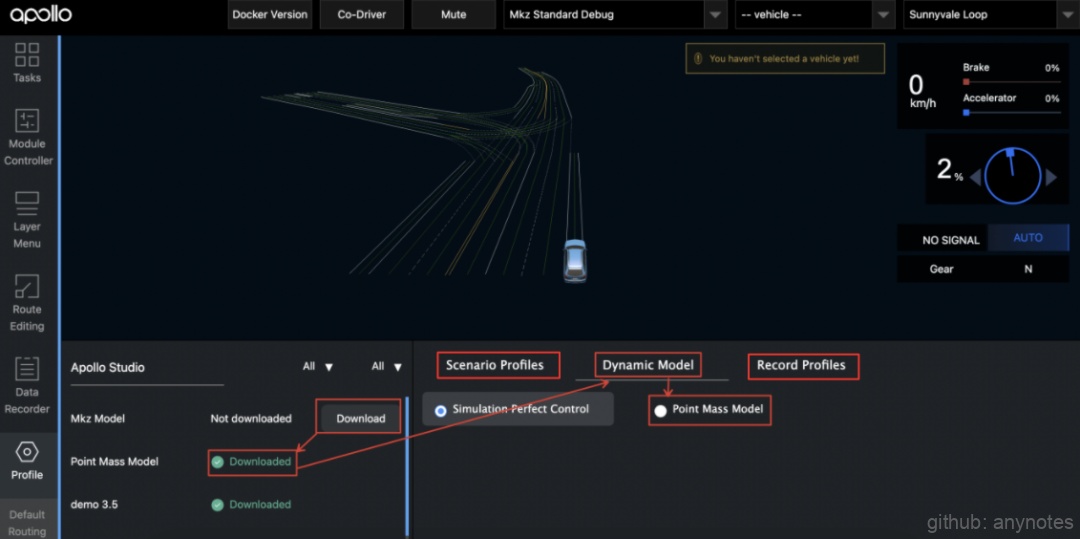 apollo
Docker Version
Co-Driver
Mute
Mkz Standard Debug
-- vehicle --
Sunnyvale Loop
Tasks
Module
Controller
Layer
Menu
Route
Editing
Data
Recorder
Profile
Default
Routing
You haven't selected a vehicle yet!
0
km/h
Brake 0%
Accelerator 0%
2 %
NO SIGNAL AUTO
Gear N
Apollo Studio All All
Mkz Model Not downloaded Download
Point Mass Model Downloaded
demo 3.5 Downloaded
Scenario Profiles Dynamic Model Record Profiles
Simulation Perfect Control Point Mass Model
github: anynotes